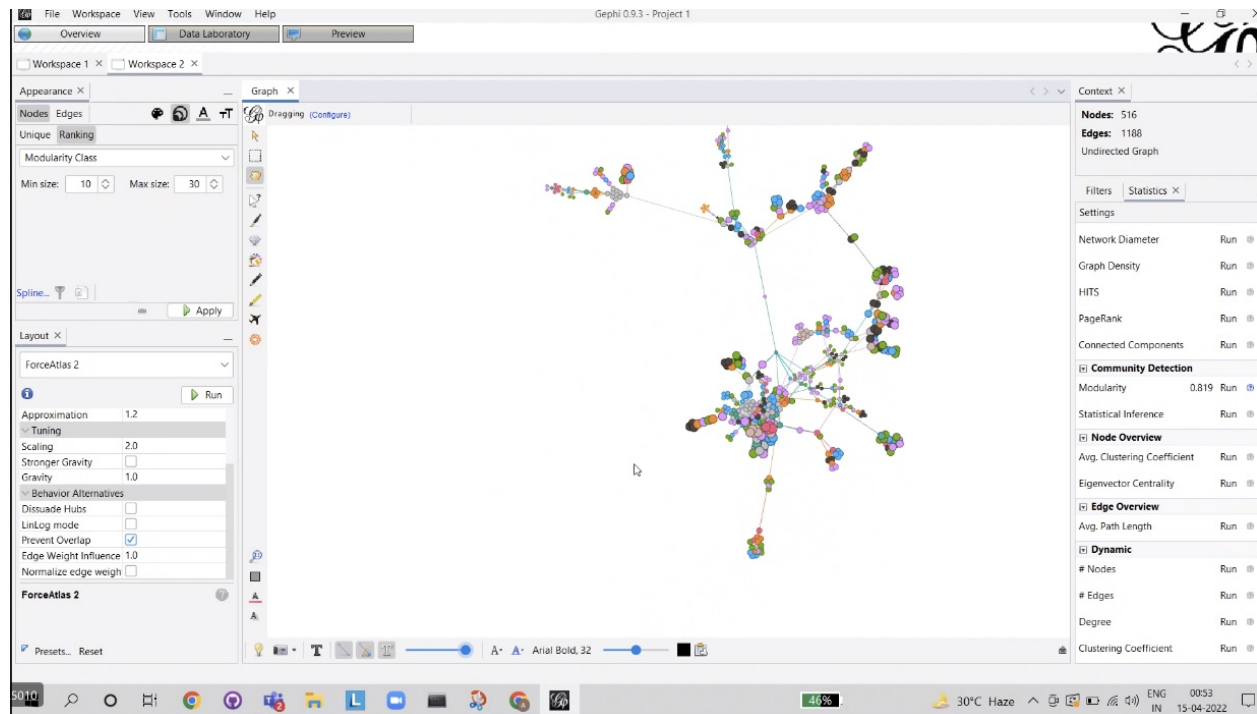 File Workspace View Tools Window Help Gephi 0.9.3 - Project 1
Overview Data Laboratory Preview
Workspace 1 Workspace 2
Appearance
Nodes Edges
Unique Ranking
Modularity Class
Min size: 10 Max size: 30
Spline...
Apply
Layout
ForceAtlas 2
Run
Approximation 1.2
Tuning
Scaling 2.0
Stronger Gravity
Gravity 1.0
Behavior Alternatives
Dissuade Hubs
LinLog mode
Prevent Overlap
Edge Weight Influence 1.0
Normalize edge weigh
ForceAtlas 2
Presets... Reset
Graph
Dragging (Configure)
A- A- Arial Bold, 32
Context
Nodes: 516
Edges: 1188
Undirected Graph
Filters Statistics
Settings
Network Diameter Run
Graph Density Run
HITS Run
PageRank Run
Connected Components Run
Community Detection
Modularity 0.819 Run
Statistical Inference Run
Node Overview
Avg. Clustering Coefficient Run
Eigenvector Centrality Run
Edge Overview
Avg. Path Length Run
Dynamic
# Nodes Run
# Edges Run
Degree Run
Clustering Coefficient Run
5010 46% 30°C Haze ENG 00:53
IN 15-04-2022